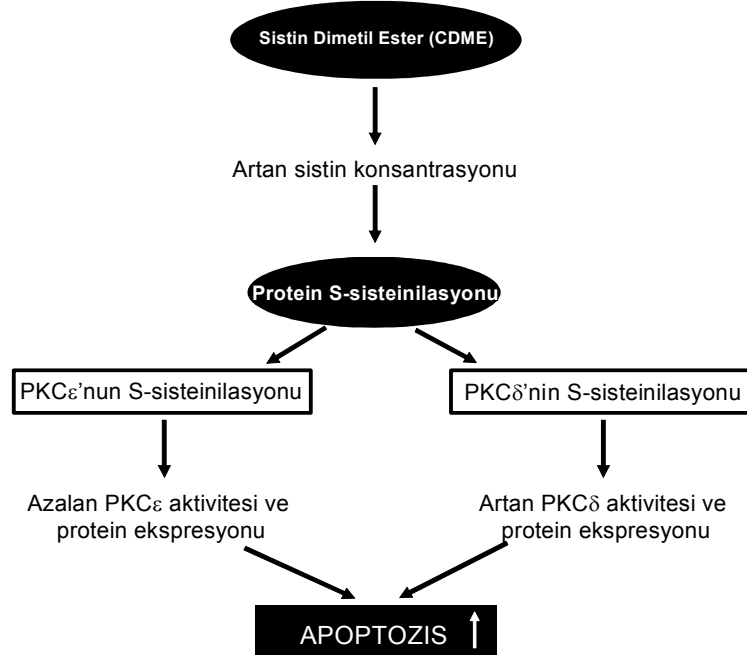 Sistin Dimetil Ester (CDME)
Artan sistin konsantrasyonu
Protein S-sisteinilasyonu
PKCε’nun S-sisteinilasyonu
PKCδ’nin S-sisteinilasyonu
Azalan PKCε aktivitesi ve
protein ekspresyonu
Artan PKCδ aktivitesi ve
protein ekspresyonu
APOPTOZIS